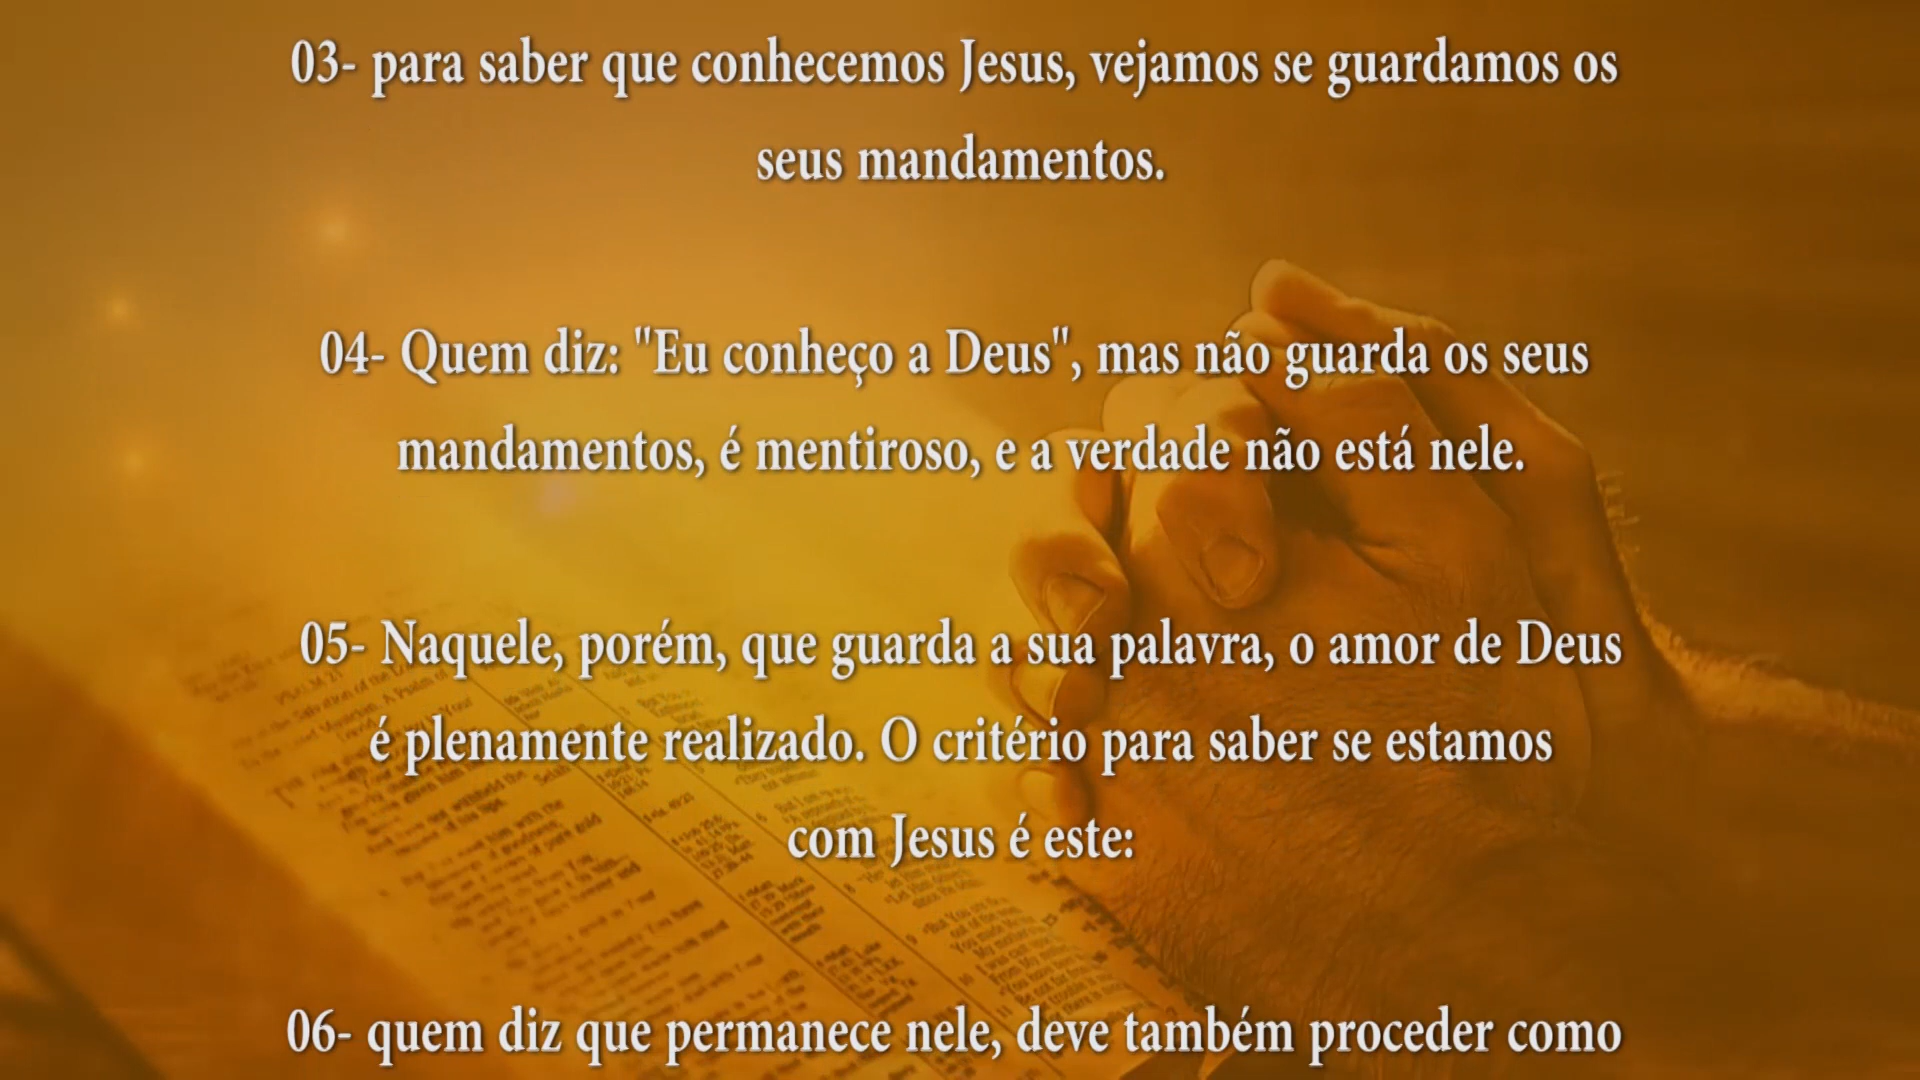 03- para saber que conhecemos Jesus, vejamos se guardamos os
seus mandamentos.
04- Quem diz: "Eu conheço a Deus", mas não guarda os seus
mandamentos, é mentiroso, e a verdade não está nele.
05- Naquele, porém, que guarda a sua palavra, o amor de Deus
é plenamente realizado. O critério para saber se estamos
com Jesus é este:
06- quem diz que permanece nele, deve também proceder como